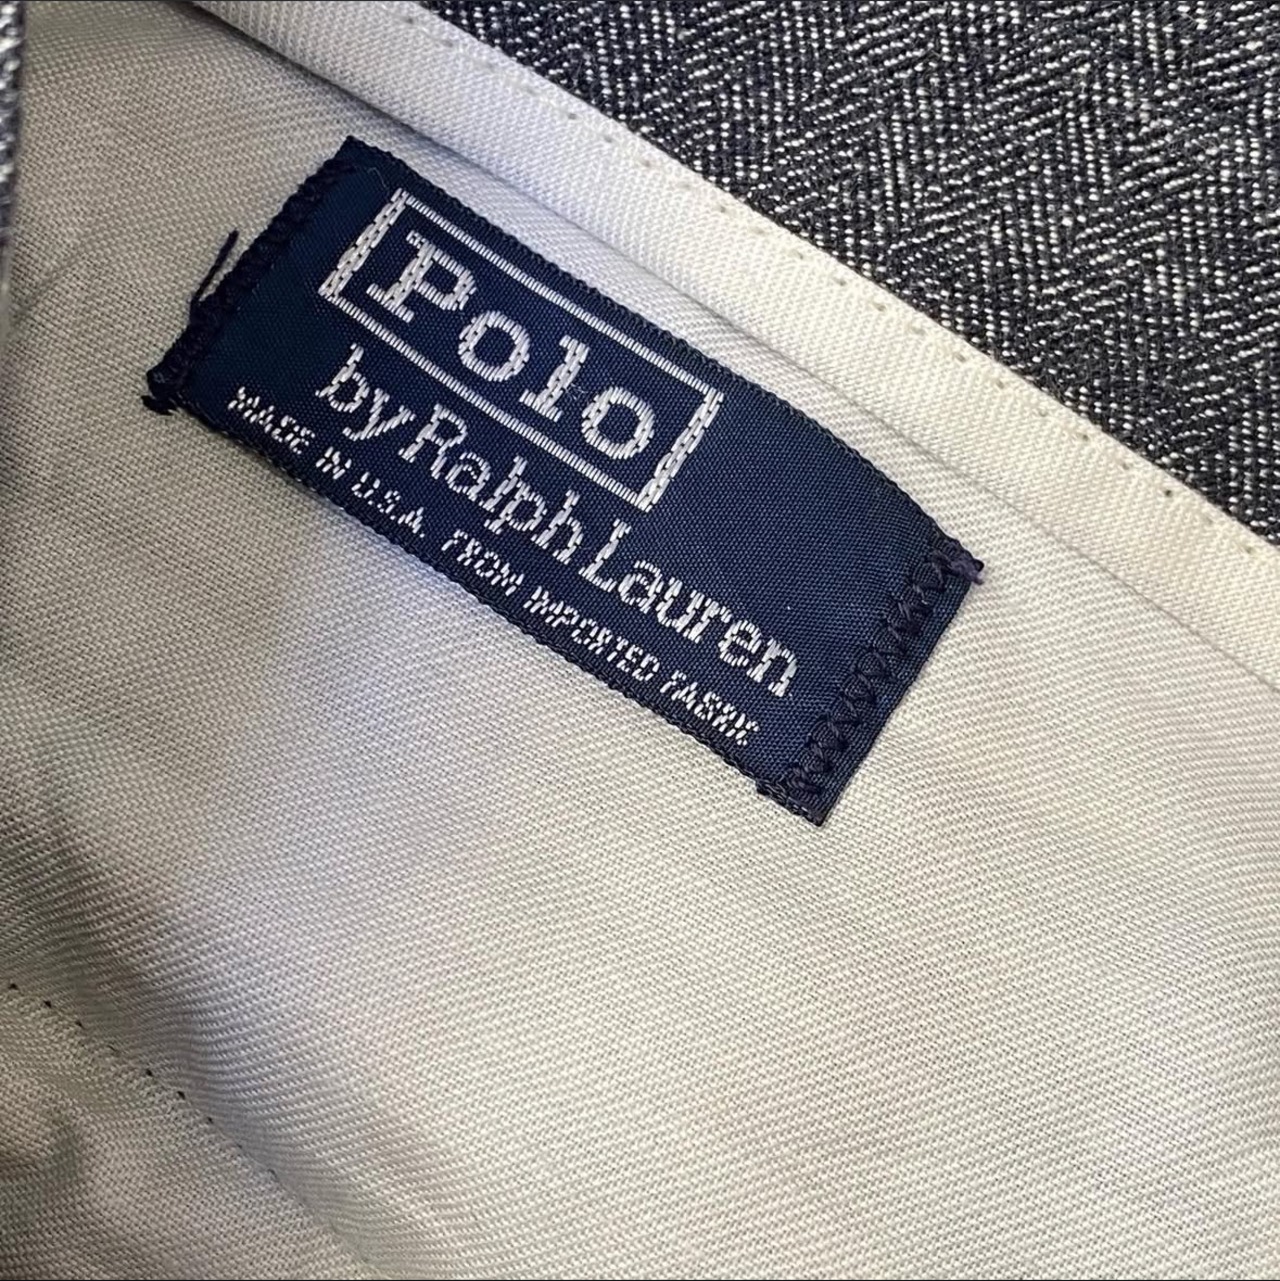 Polo
by Ralph Lauren
MADE IN U.S.A. FROM IMPORTED FABRIC